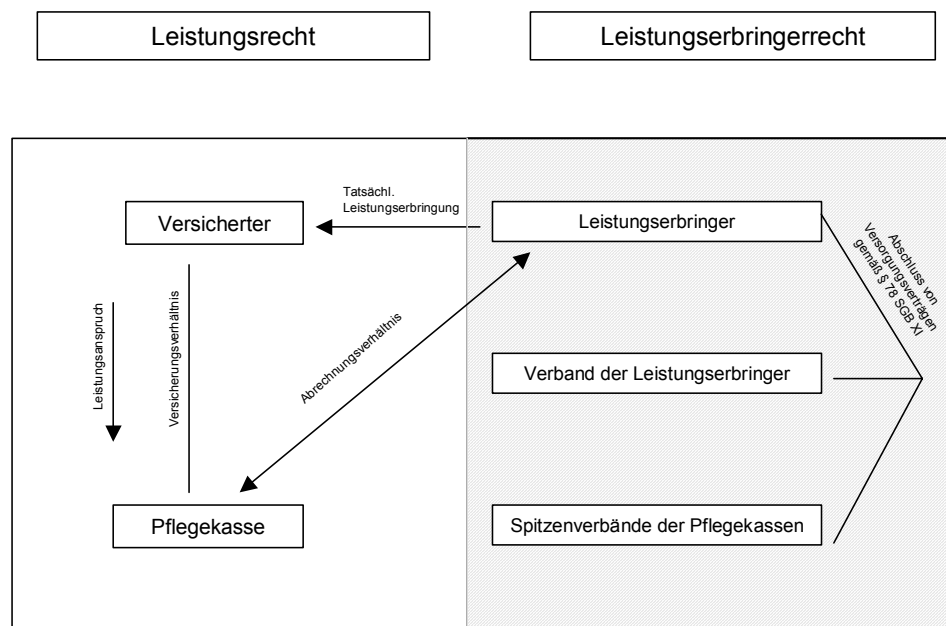 Leistungsrecht
Leistungserbringerrecht
Tatsächl.
Leistungserbringung
Versicherter
Leistungserbringer
Abschluss von
Versorgungsverträgen
gemäß § 78 SGB XI
Leistungsanspruch
Versicherungsverhältnis
Abrechnungsverhältnis
Verband der Leistungserbringer
Pflegekasse
Spitzenverbände der Pflegekassen